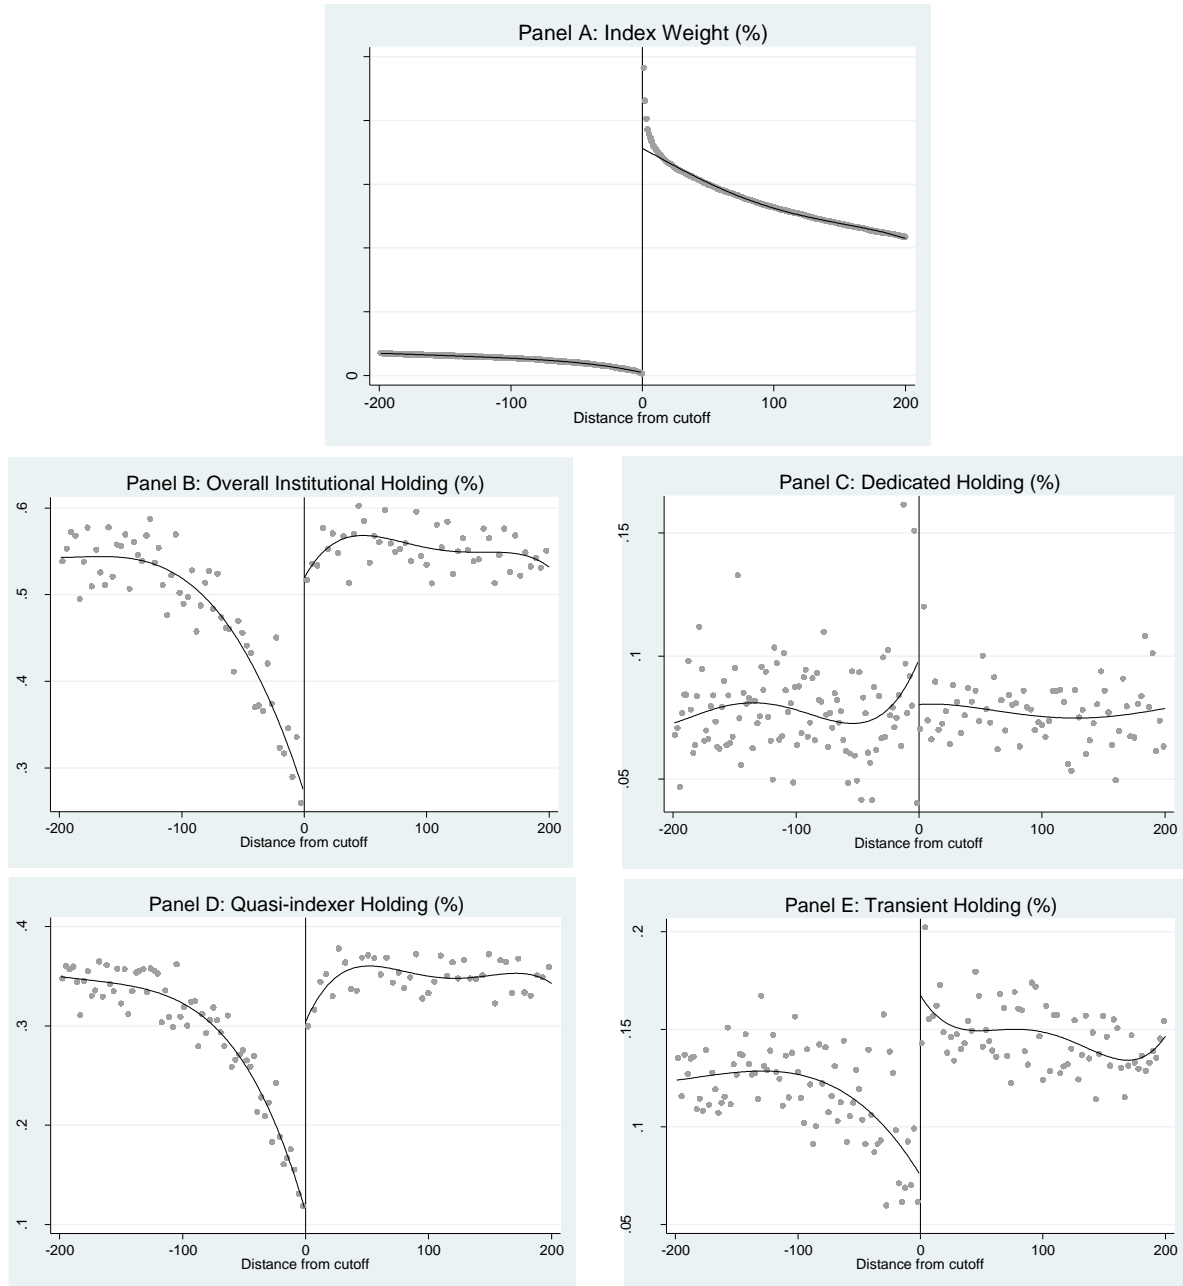 Panel A: Index Weight (%)
0
-200 -100 0 100 200
Distance from cutoff
Panel B: Overall Institutional Holding (%)
.6
.5
.4
.3
-200 -100 0 100 200
Distance from cutoff
Panel C: Dedicated Holding (%)
.15
.1
.05
-200 -100 0 100 200
Distance from cutoff
Panel D: Quasi-indexer Holding (%)
.4
.3
.2
.1
-200 -100 0 100 200
Distance from cutoff
Panel E: Transient Holding (%)
.2
.15
.1
.05
-200 -100 0 100 200
Distance from cutoff